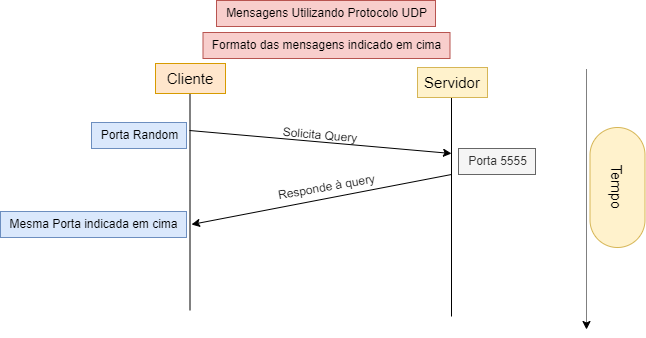 Mensagens Utilizando Protocolo UDP
Formato das mensagens indicado em cima
Cliente
Servidor
Porta Random
Solicita Query
Porta 5555
Responde à query
Mesma Porta indicada em cima
Tempo